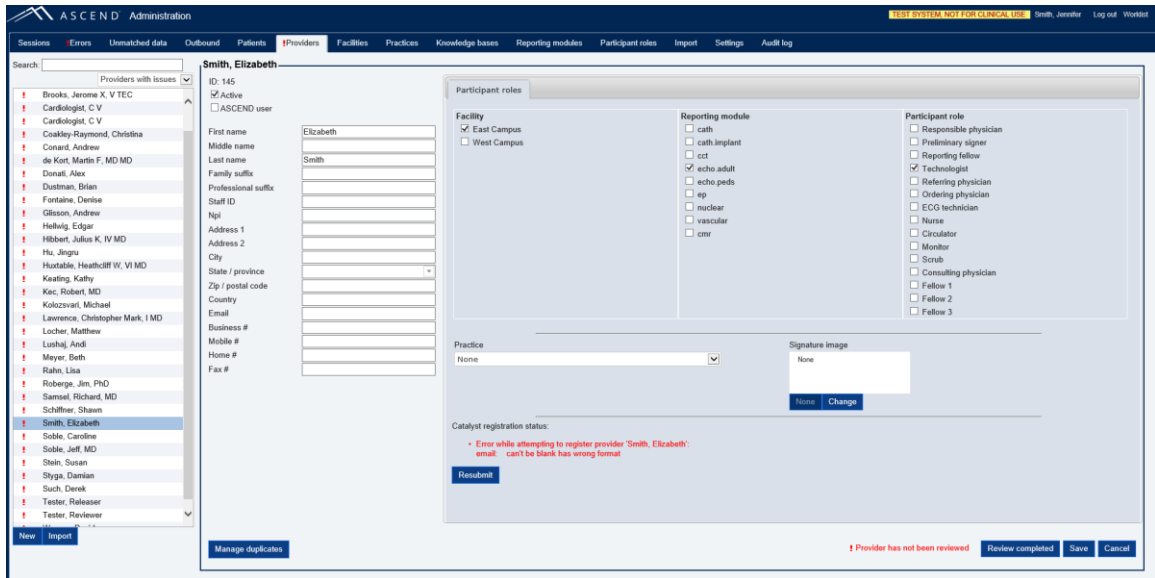 ASCEND Administration
TEST SYSTEM, NOT FOR CLINICAL USE Smith, Jennifer Log out Worklist
Sessions !Errors Unmatched data Outbound Patients !Providers Facilities Practices Knowledge bases Reporting modules Participant roles Import Settings Audit log
Search:
Providers with issues
! Brooks, Jerome X, V TEC
! Cardiologist, C V
! Cardiologist, C V
! Coakley-Raymond, Christina
! Conard, Andrew
! de Kort, Martin F, MD MD
! Donati, Alex
! Dustman, Brian
! Fontaine, Denise
! Glisson, Andrew
! Hellwig, Edgar
! Hibbert, Julius K, IV MD
! Hu, Jingru
! Huxtable, Heathcliff W, VI MD
! Keating, Kathy
! Kec, Robert, MD
! Kolozsvari, Michael
! Lawrence, Christopher Mark, I MD
! Locher, Matthew
! Lushaj, Andi
! Meyer, Beth
! Rahn, Lisa
! Roberge, Jim, PhD
! Samsel, Richard, MD
! Schiffner, Shawn
! Smith, Elizabeth
! Soble, Caroline
! Soble, Jeff, MD
! Stein, Susan
! Styga, Damian
! Such, Derek
! Tester, Releaser
! Tester, Reviewer
New Import
Smith, Elizabeth
ID: 145
Active
ASCEND user
First name Elizabeth
Middle name
Last name Smith
Family suffix
Professional suffix
Staff ID
Npi
Address 1
Address 2
City
State / province
Zip / postal code
Country
Email
Business #
Mobile #
Home #
Fax #
Participant roles
Facility
East Campus
West Campus
Reporting module
cath
cath.implant
cct
echo.adult
echo.peds
ep
nuclear
vascular
cmr
Participant role
Responsible physician
Preliminary signer
Reporting fellow
Technologist
Referring physician
Ordering physician
ECG technician
Nurse
Circulator
Monitor
Scrub
Consulting physician
Fellow 1
Fellow 2
Fellow 3
Practice
None
Signature image
None
None Change
Catalyst registration status:
• Error while attempting to register provider 'Smith, Elizabeth':
email: can't be blank has wrong format
Resubmit
Manage duplicates
! Provider has not been reviewed Review completed Save Cancel